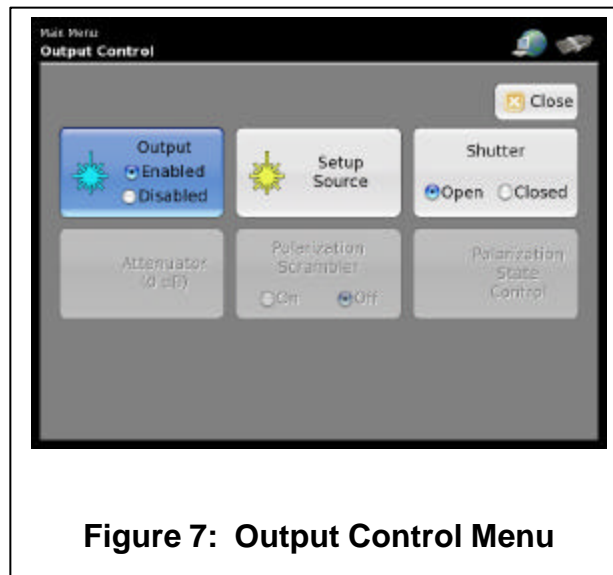 Main Menu
Output Control
Close
Output
Enabled
Disabled
Setup
Source
Shutter
Open Closed
Attenuator
Polarization
Scrambler
On Off
Polarization
State
Control
Figure 7: Output Control Menu